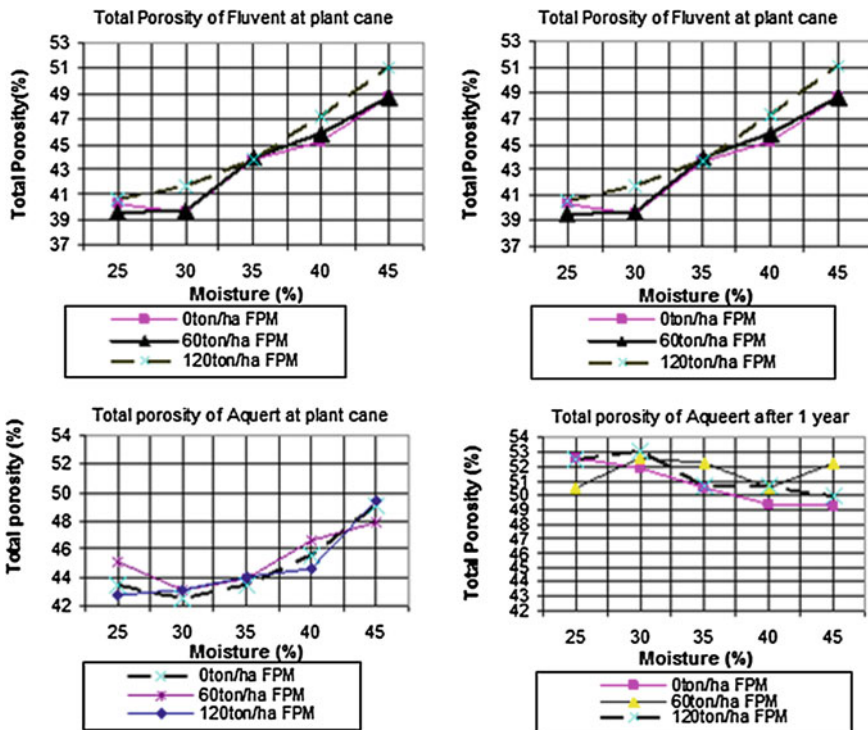 Total Porosity of Fluvent at plant cane
Total Porosity(%)
53
51
49
47
45
43
41
39
37
25 30 35 40 45
Moisture (%)
0ton/ha FPM
60ton/ha FPM
120ton/ha FPM
Total Porosity of Fluvent at plant cane
Total Porosity (%)
53
51
49
47
45
43
41
39
37
25 30 35 40 45
Moisture (%)
0ton/ha FPM
60ton/ha FPM
120ton/ha FPM
Total porosity of Aquert at plant cane
Total porosity (%)
54
52
50
48
46
44
42
25 30 35 40 45
Moisture (%)
0ton/ha FPM
60ton/ha FPM
120ton/ha FPM
Total porosity of Aqueert after 1 year
Total Porosity (%)
54
53
52
51
50
49
48
47
46
45
44
43
42
25 30 35 40 45
Moisture (%)
0ton/ha FPM
60ton/ha FPM
120ton/ha FPM